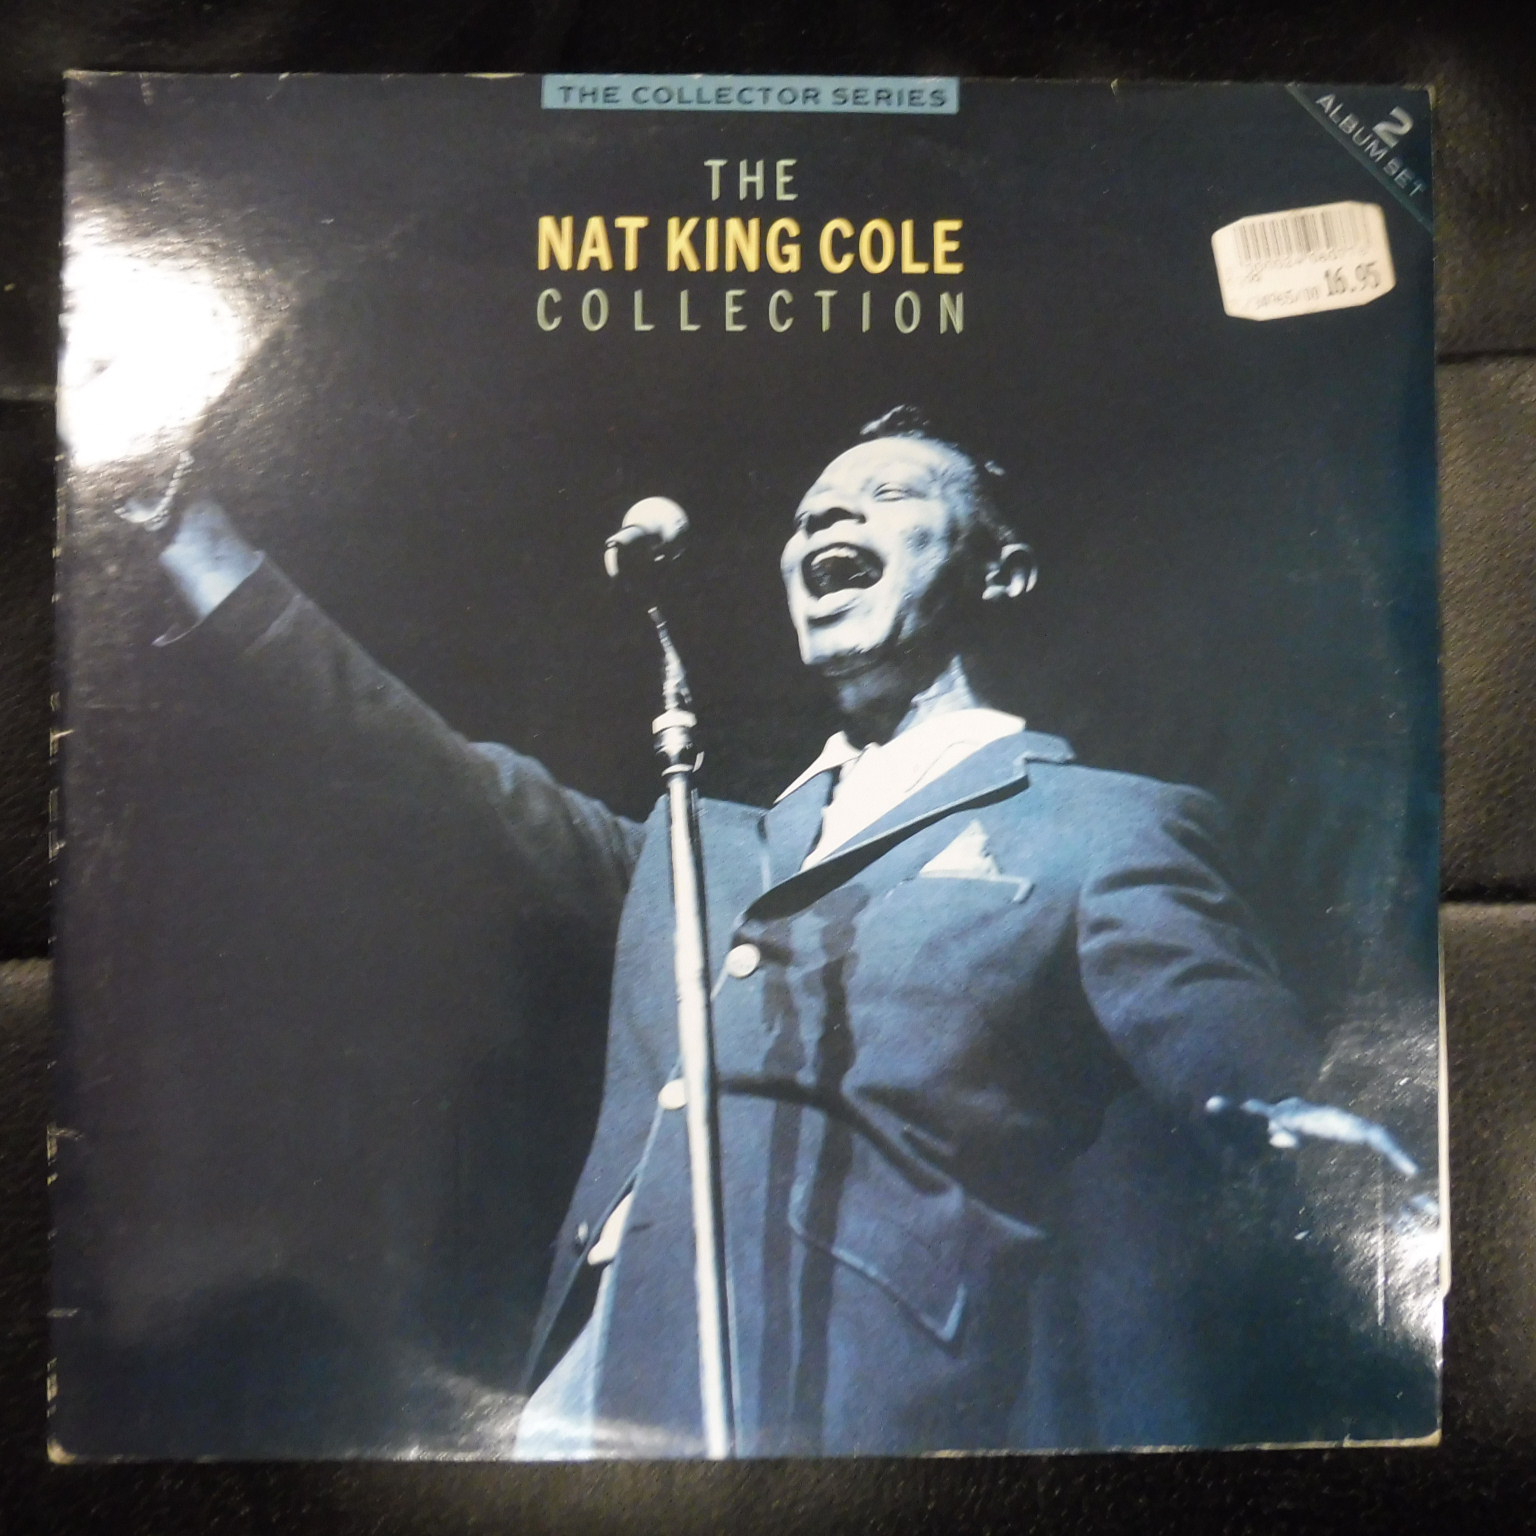 THE COLLECTOR SERIES
2
ALBUM SET
THE
NAT KING COLE
COLLECTION
16.95